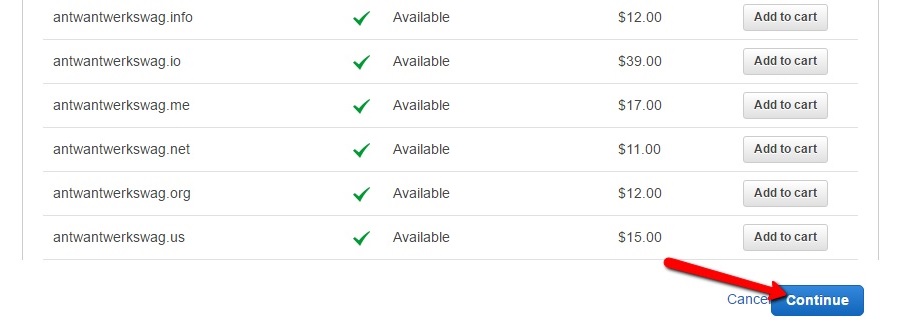 antwantwerkswag.info Available $12.00 Add to cart
antwantwerkswag.io Available $39.00 Add to cart
antwantwerkswag.me Available $17.00 Add to cart
antwantwerkswag.net Available $11.00 Add to cart
antwantwerkswag.org Available $12.00 Add to cart
antwantwerkswag.us Available $15.00 Add to cart
Cancel Continue